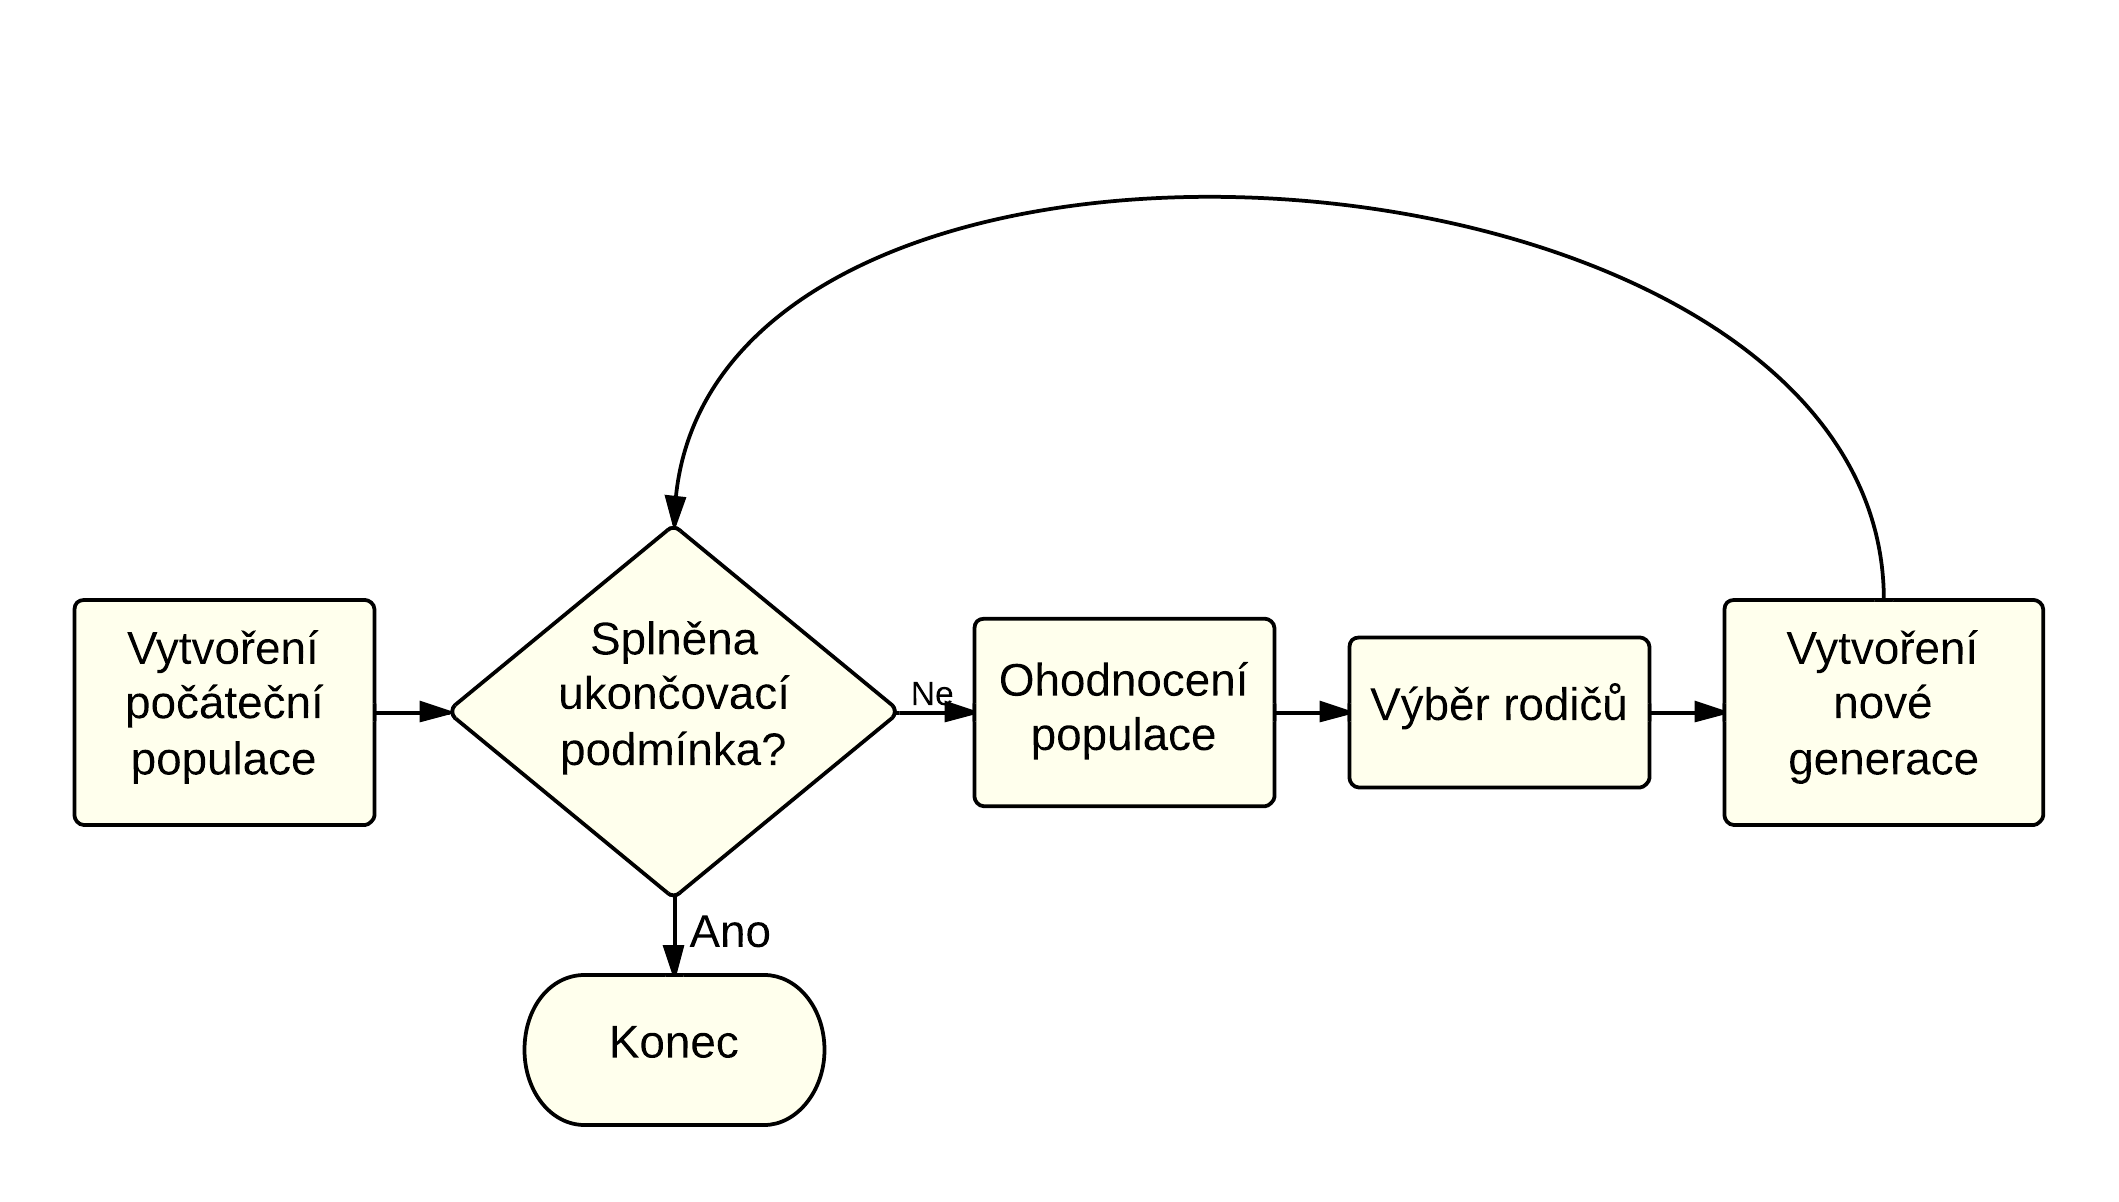 Vytvoření
počáteční
populace
Splněna
ukončovací
podmínka?
Ne
Ohodnocení
populace
Výběr rodičů
Vytvoření
nové
generace
Ano
Konec